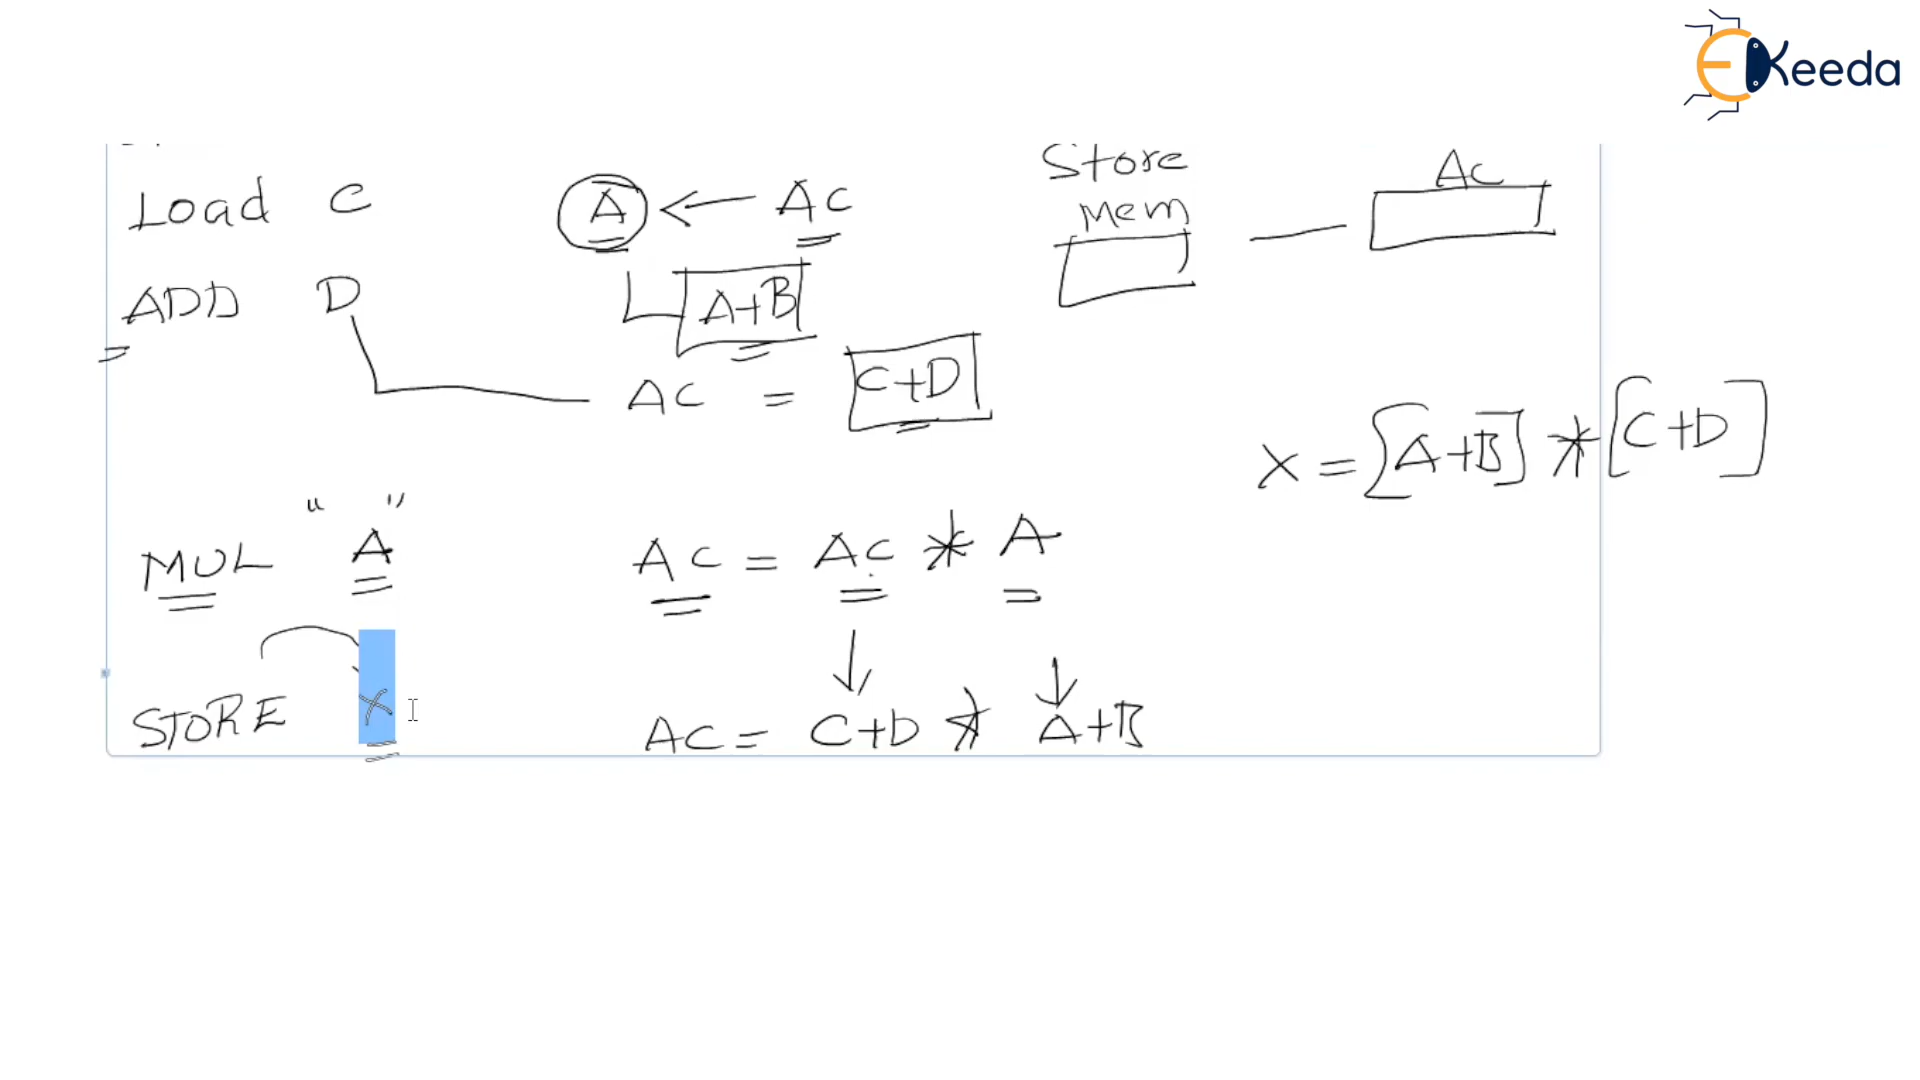 EKeeda
Load C
A ← AC
Store
Mem
AC
ADD D
A+B
AC = C+D
X = [A+B] * [C+D]
MUL "A"
AC = AC * A
STORE X
AC = C+D * A+B